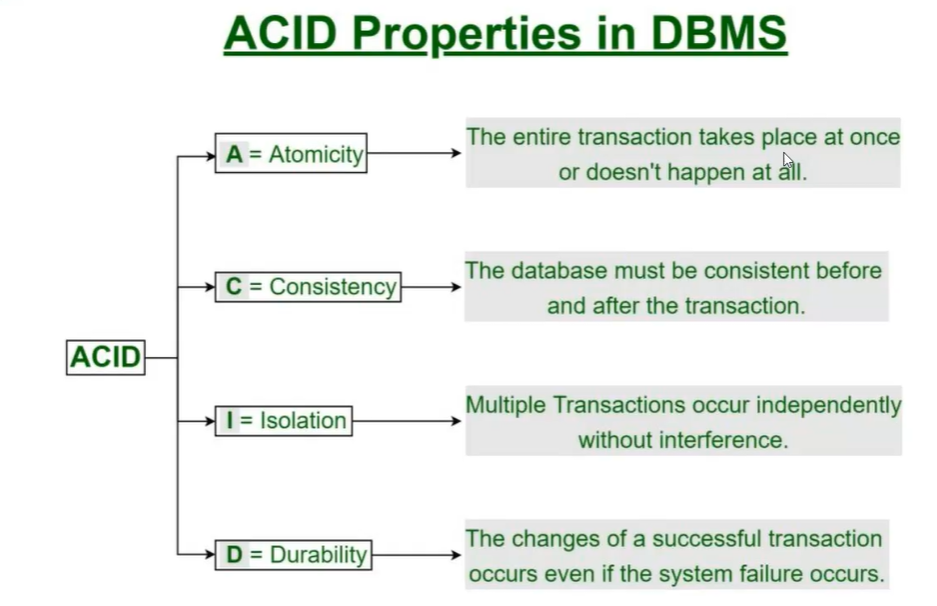 ACID Properties in DBMS
A = Atomicity
The entire transaction takes place at once
or doesn't happen at all.
C = Consistency
The database must be consistent before
and after the transaction.
ACID
I = Isolation
Multiple Transactions occur independently
without interference.
D = Durability
The changes of a successful transaction
occurs even if the system failure occurs.